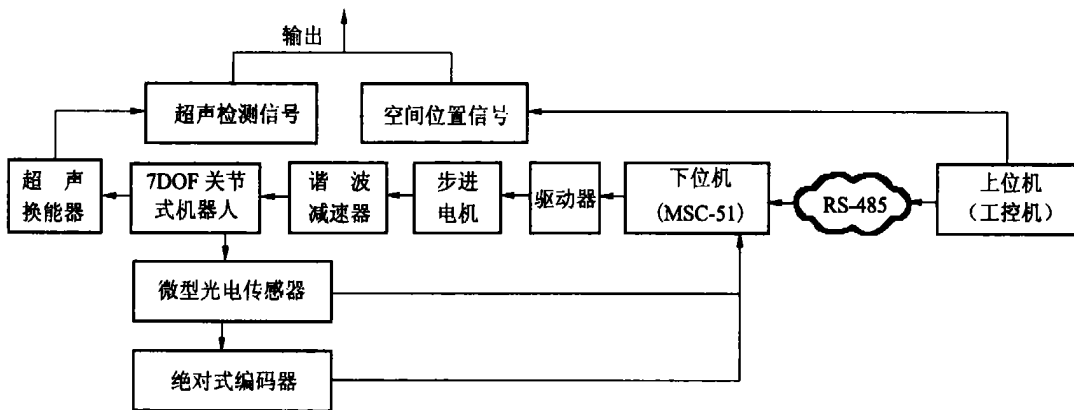 输出
超声检测信号
空间位置信号
超 声
换能器
7DOF 关节
式机器人
谐 波
减速器
步进
电机
驱动器
下位机
(MSC-51)
RS-485
上位机
(工控机)
微型光电传感器
绝对式编码器